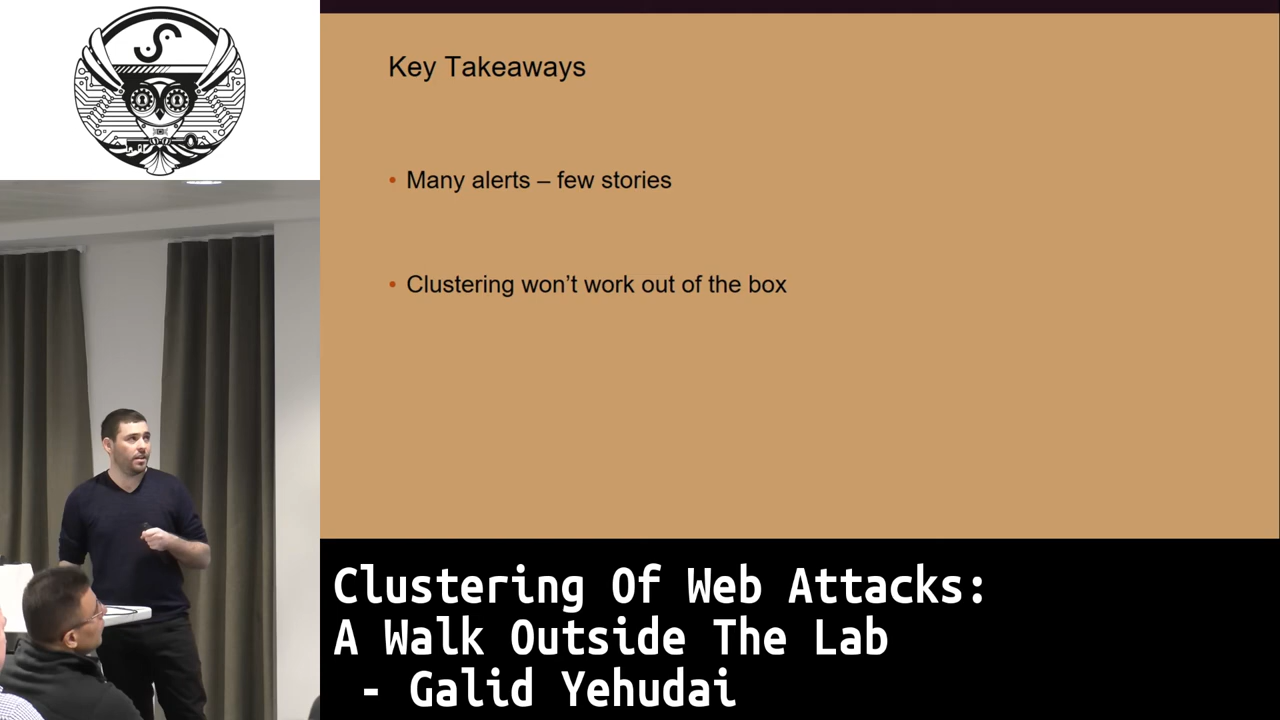 Key Takeaways
• Many alerts – few stories
• Clustering won’t work out of the box
Clustering Of Web Attacks:
A Walk Outside The Lab
- Galid Yehudai